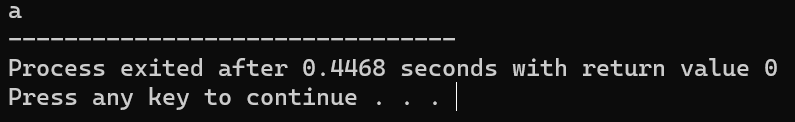 a
--------------------------------
Process exited after 0.4468 seconds with return value 0
Press any key to continue . . .